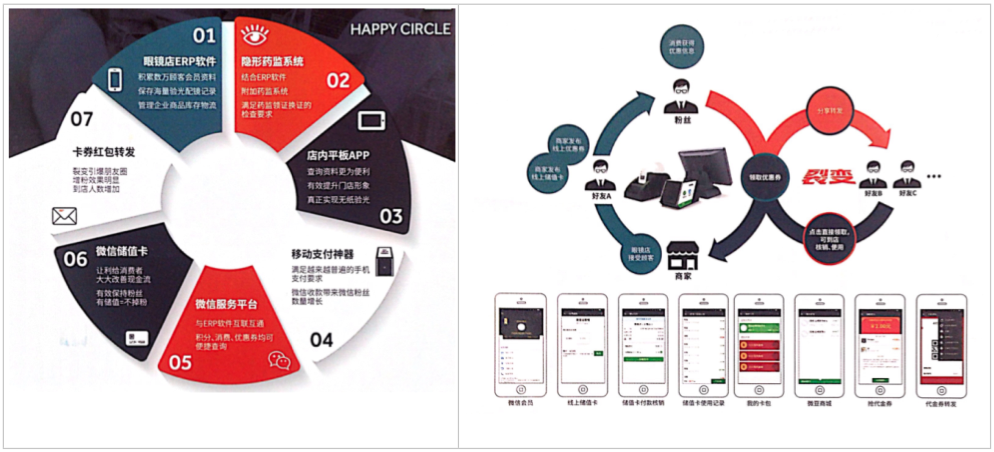 HAPPY CIRCLE
01
眼镜店ERP软件
积累数万顾客会员资料
保存海量验光配镜记录
管理企业商品库存物流
隐形药监系统
02
结合ERP软件
附加药监系统
满足药监领证换证的
检查要求
店内平板APP
查询资料更为便利
有效提升门店形象
真正实现无纸验光
03
移动支付神器
满足越来越普遍的手机
支付要求
微信收款带来微信粉丝
数量增长
04
微信服务平台
与ERP软件互联互通
积分、消费、优惠券均可
便捷查询
05
06
微信储值卡
让利给消费者
大大改善现金流
有效保持粉丝
有储值=不掉粉
07
卡券红包转发
裂变引爆朋友圈
增粉效果明显
到店人数增加
消费获得
优惠信息
粉丝
商家发布
线上优惠券
商家发布
线上储值卡
好友A
眼镜店
接受顾客
商家
领取优惠券
分享转发
裂变
好友B
好友C
点击直接领取,
可到店
核销、使用
微信会员
线上储值卡
储值卡付款核销
储值卡使用记录
我的卡包
微豆商城
抢代金券
代金券转发